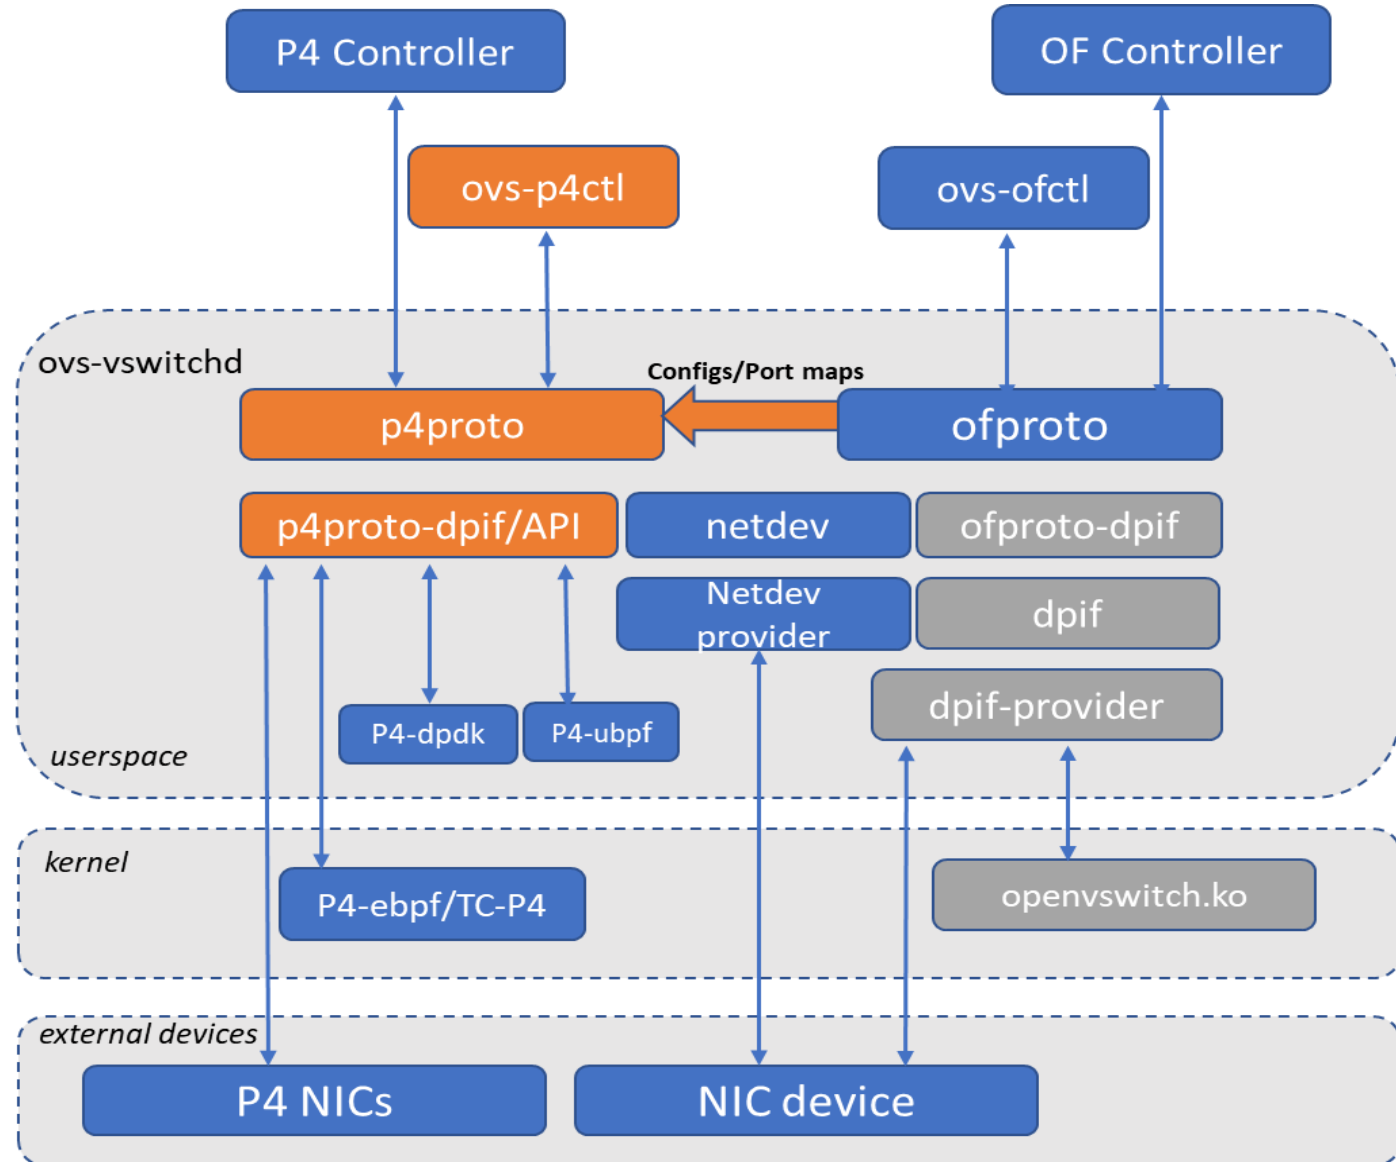 P4 Controller
OF Controller
ovs-p4ctl
ovs-ofctl
ovs-vswitchd
Configs/Port maps
p4proto
ofproto
p4proto-dpif/API
netdev
ofproto-dpif
Netdev
provider
dpif
dpif-provider
P4-dpdk
P4-ubpf
userspace
kernel
P4-ebpf/TC-P4
openvswitch.ko
external devices
P4 NICs
NIC device